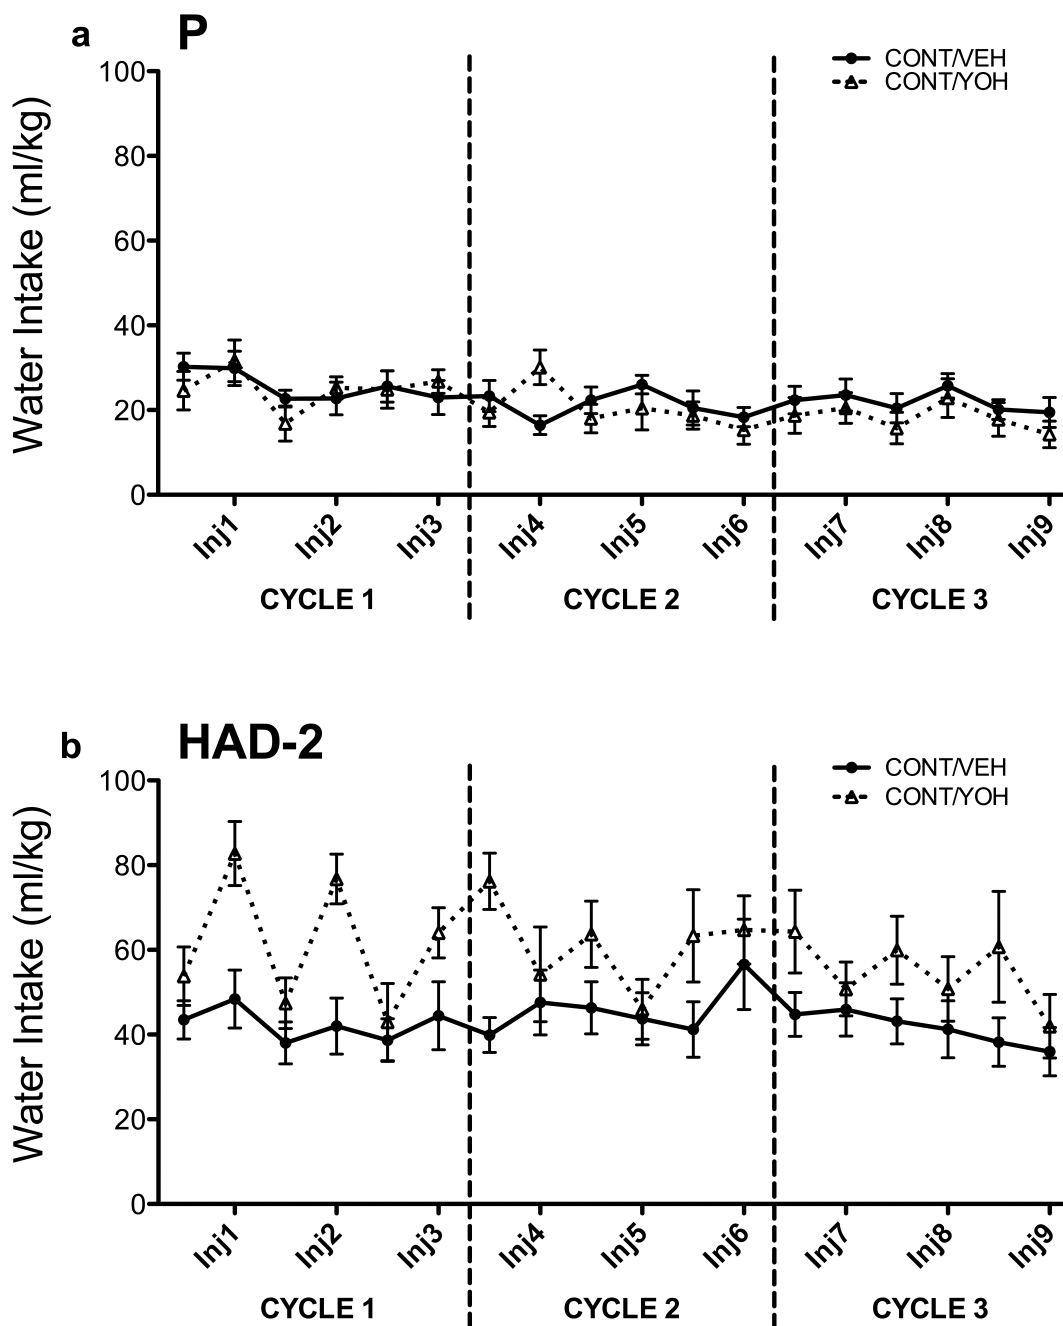 a P
CONT/VEH
CONT/YOH
Water Intake (ml/kg)
100
80
60
40
20
0
Inj1 Inj2 Inj3 Inj4 Inj5 Inj6 Inj7 Inj8 Inj9
CYCLE 1 CYCLE 2 CYCLE 3
b HAD-2
CONT/VEH
CONT/YOH
Water Intake (ml/kg)
100
80
60
40
20
0
Inj1 Inj2 Inj3 Inj4 Inj5 Inj6 Inj7 Inj8 Inj9
CYCLE 1 CYCLE 2 CYCLE 3